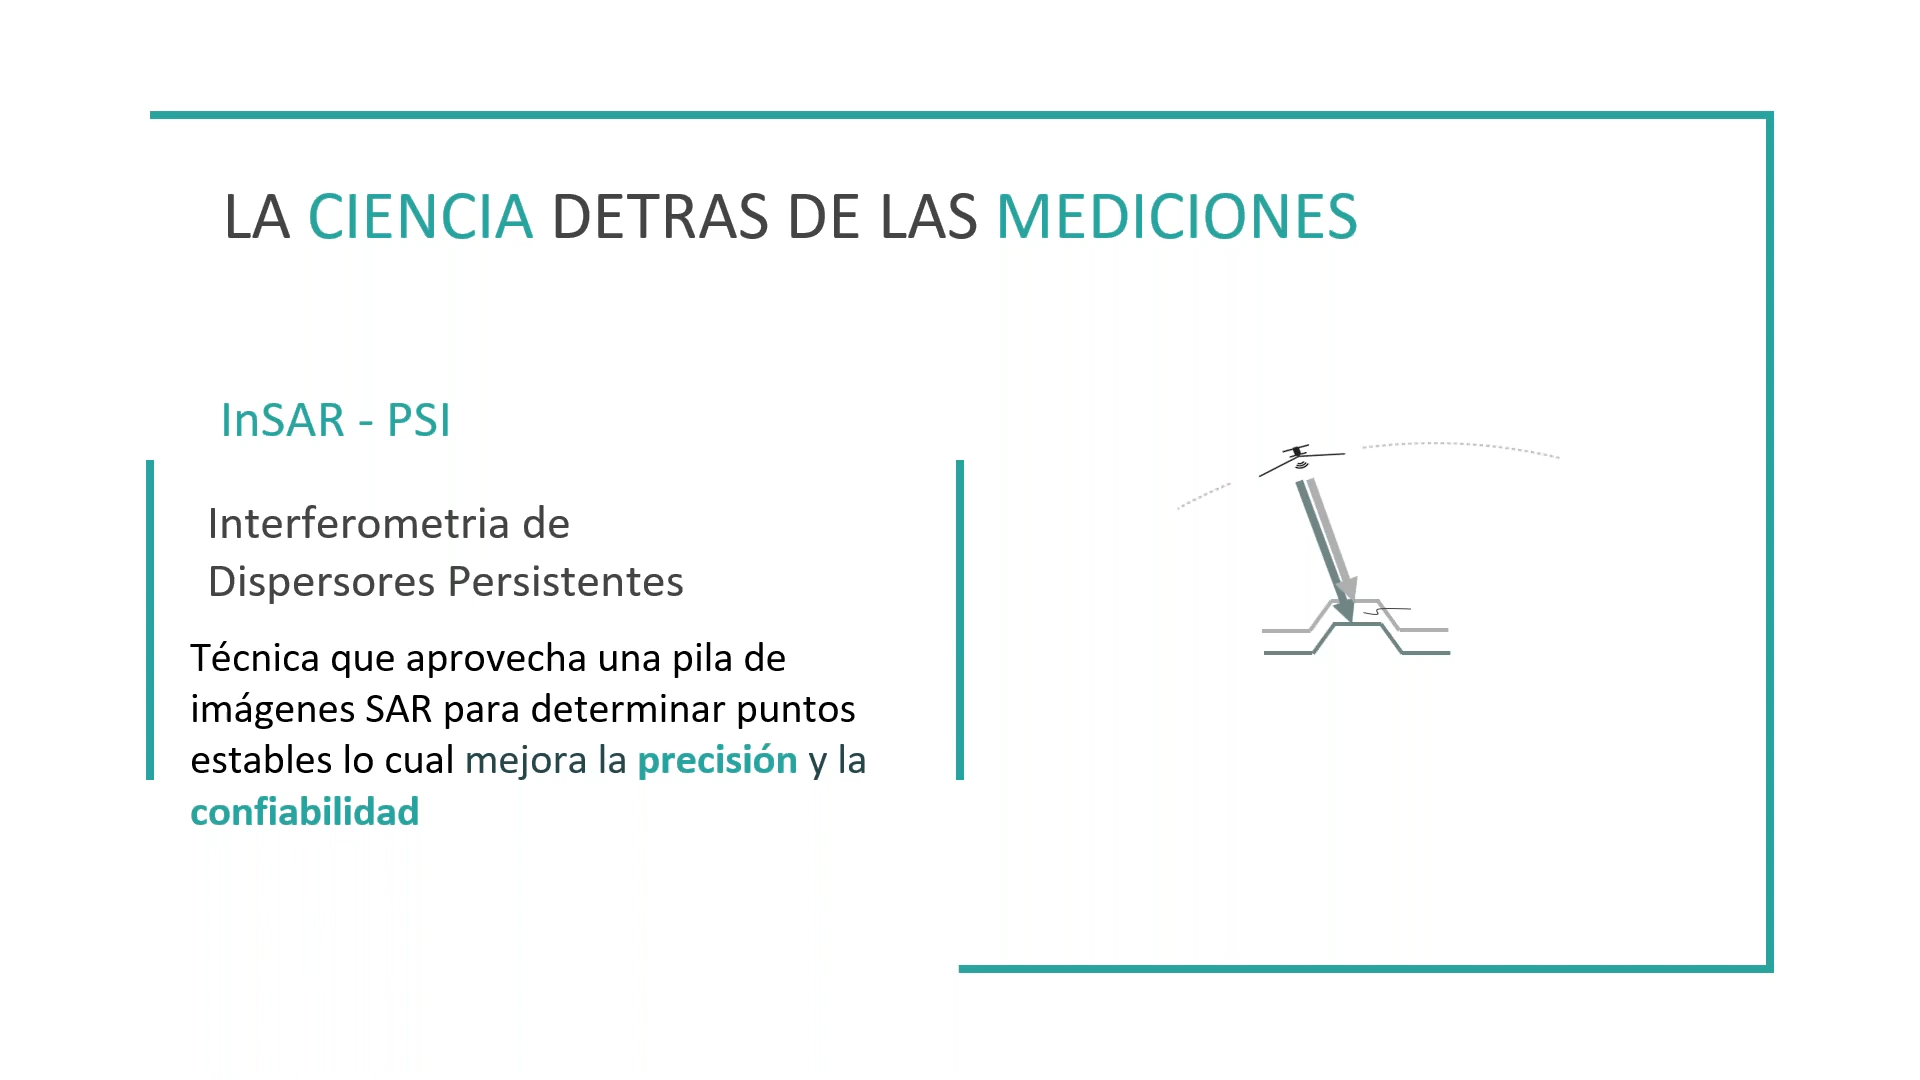 LA CIENCIA DETRAS DE LAS MEDICIONES
InSAR - PSI
Interferometria de
Dispersores Persistentes
Técnica que aprovecha una pila de
imágenes SAR para determinar puntos
estables lo cual mejora la precisión y la
confiabilidad